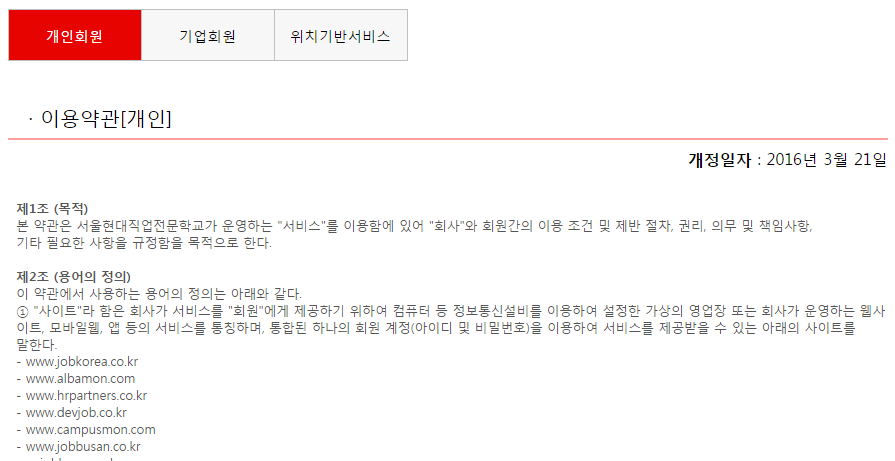 개인회원 기업회원 위치기반서비스
· 이용약관[개인]
개정일자 : 2016년 3월 21일
제1조 (목적)
본 약관은 서울현대직업전문학교가 운영하는 "서비스"를 이용함에 있어 "회사"와 회원간의 이용 조건 및 제반 절차, 권리, 의무 및 책임사항,
기타 필요한 사항을 규정함을 목적으로 한다.
제2조 (용어의 정의)
이 약관에서 사용하는 용어의 정의는 아래와 같다.
① "사이트"라 함은 회사가 서비스를 "회원"에게 제공하기 위하여 컴퓨터 등 정보통신설비를 이용하여 설정한 가상의 영업장 또는 회사가 운영하는 웹사
이트, 모바일웹, 앱 등의 서비스를 통칭하며, 통합된 하나의 회원 계정(아이디 및 비밀번호)을 이용하여 서비스를 제공받을 수 있는 아래의 사이트를
말한다.
- www.jobkorea.co.kr
- www.albamon.com
- www.hrpartners.co.kr
- www.devjob.co.kr
- www.campusmon.com
- www.jobbusan.co.kr